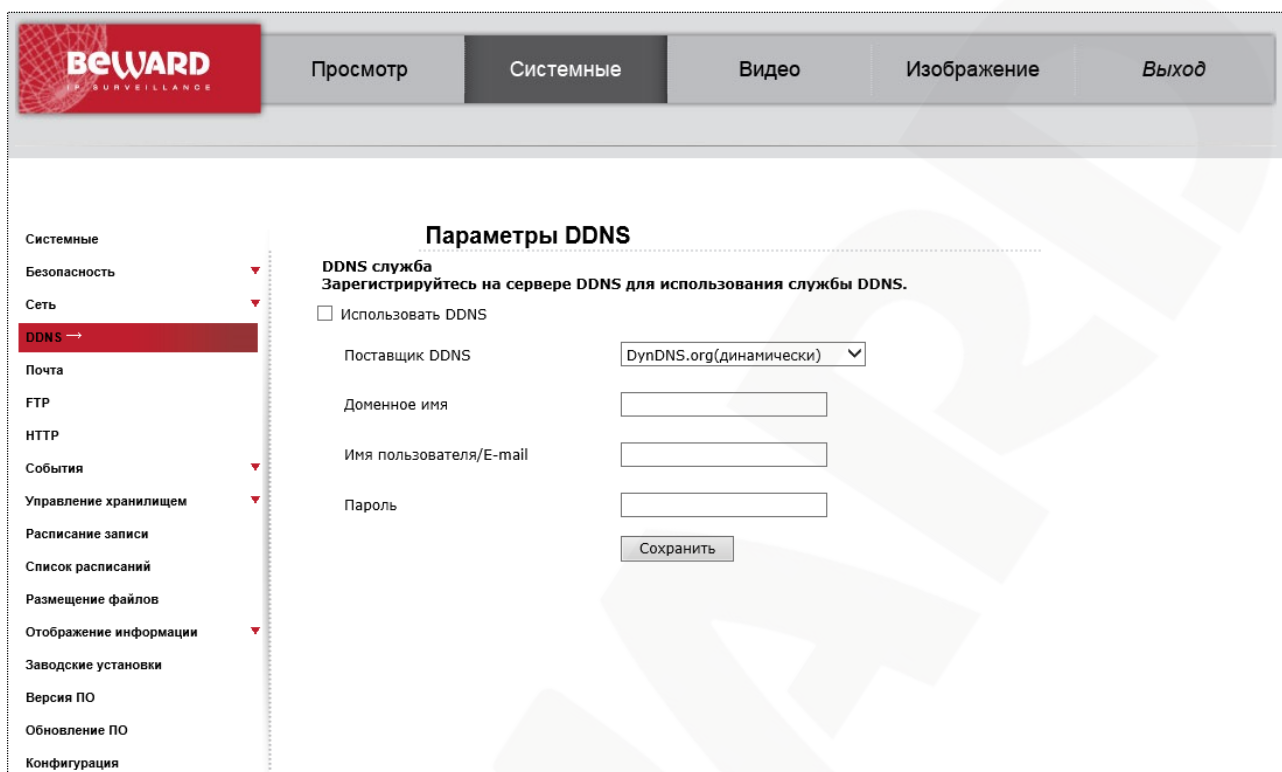 BEWARD
IP SURVEILLANCE
Просмотр
Системные
Видео
Изображение
Выход
Системные
Безопасность
Сеть
DDNS →
Почта
FTP
HTTP
События
Управление хранилищем
Расписание записи
Список расписаний
Размещение файлов
Отображение информации
Заводские установки
Версия ПО
Обновление ПО
Конфигурация
Параметры DDNS
DDNS служба
Зарегистрируйтесь на сервере DDNS для использования службы DDNS.
Использовать DDNS
Поставщик DDNS
DynDNS.org(динамически)
Доменное имя
Имя пользователя/E-mail
Пароль
Сохранить